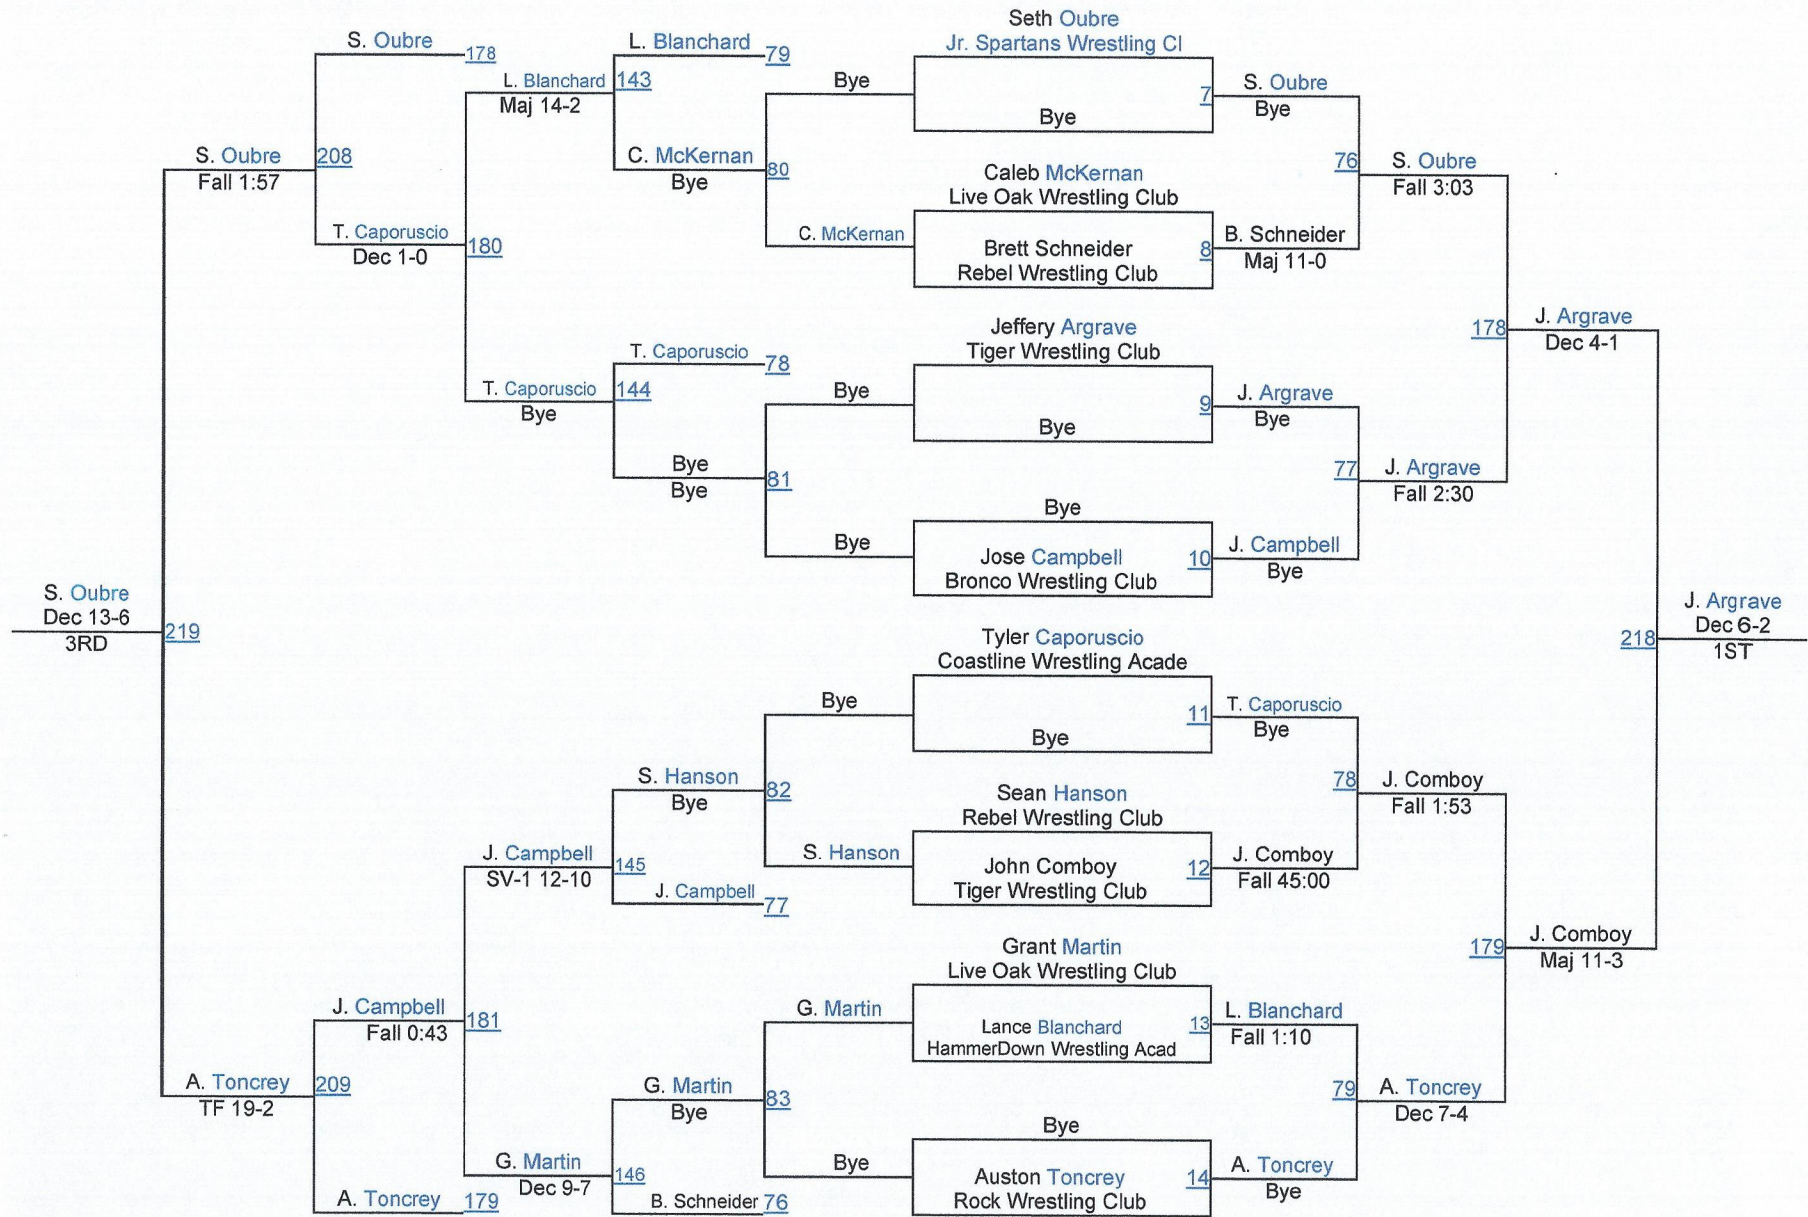 Seth Oubre
Jr. Spartans Wrestling Cl
S. Oubre
178
L. Blanchard
79
L. Blanchard
143
Maj 14-2
Bye
7
S. Oubre
Bye
Bye
S. Oubre
208
Fall 1:57
C. McKernan
80
Bye
Caleb McKernan
Live Oak Wrestling Club
76
S. Oubre
Fall 3:03
T. Caporuscio
180
Dec 1-0
C. McKernan
Brett Schneider
Rebel Wrestling Club
8
B. Schneider
Maj 11-0
Jeffery Argrave
Tiger Wrestling Club
178
J. Argrave
Dec 4-1
T. Caporuscio
78
T. Caporuscio
144
Bye
Bye
9
J. Argrave
Bye
Bye
Bye
Bye
81
77
J. Argrave
Fall 2:30
Bye
Bye
Jose Campbell
Bronco Wrestling Club
10
J. Campbell
Bye
S. Oubre
Dec 13-6
3RD
219
J. Argrave
Dec 6-2
1ST
218
Tyler Caporuscio
Coastline Wrestling Acade
Bye
11
T. Caporuscio
Bye
Bye
S. Hanson
Bye
82
Sean Hanson
Rebel Wrestling Club
78
J. Comboy
Fall 1:53
J. Campbell
SV-1 12-10
145
S. Hanson
John Comboy
Tiger Wrestling Club
12
J. Comboy
Fall 45:00
J. Campbell
77
Grant Martin
Live Oak Wrestling Club
179
J. Comboy
Maj 11-3
J. Campbell
Fall 0:43
181
G. Martin
Lance Blanchard
HammerDown Wrestling Acad
13
L. Blanchard
Fall 1:10
A. Toncrey
TF 19-2
209
G. Martin
Bye
83
79
A. Toncrey
Dec 7-4
Bye
G. Martin
Dec 9-7
146
Bye
Auston Toncrey
Rock Wrestling Club
14
A. Toncrey
Bye
A. Toncrey
179
B. Schneider
76